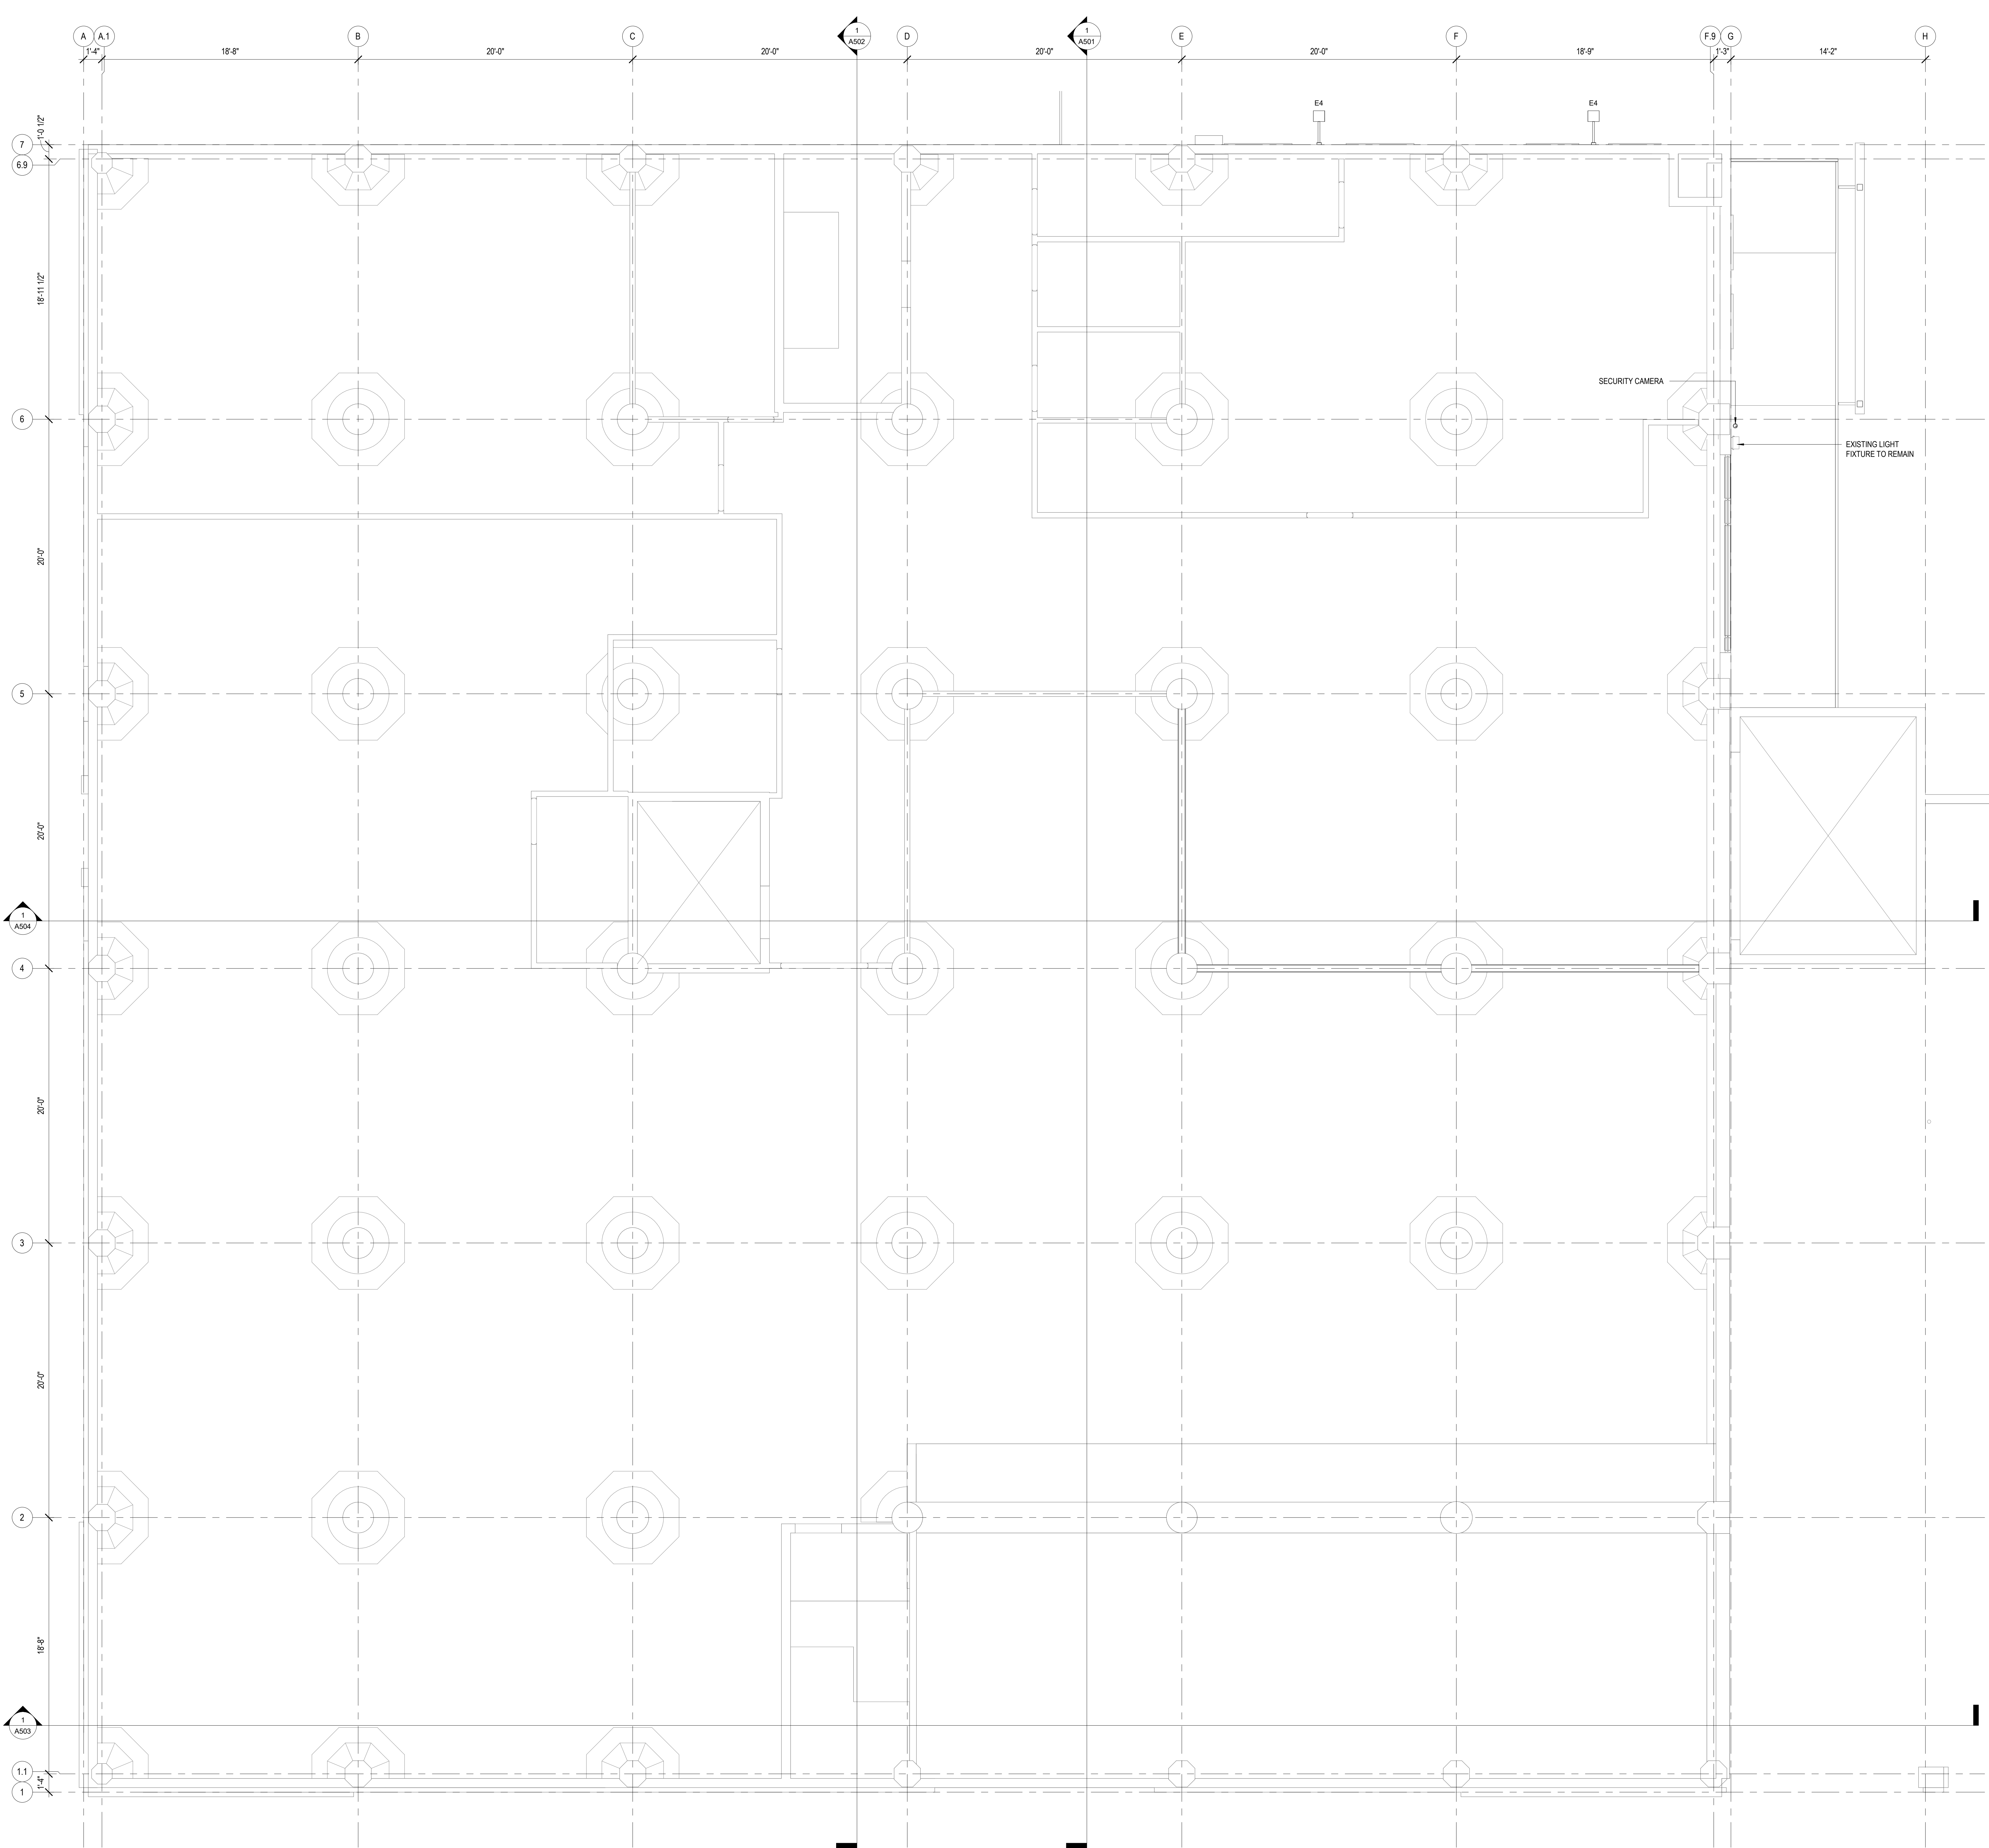 A
A.1
B
C
1
A502
D
1
A501
E
F
F.9
G
H
1'-4"
18'-8"
20'-0"
20'-0"
20'-0"
20'-0"
18'-9"
1'-3"
14'-2"
E4
E4
1'-0 1/2"
7
6.9
18'-11 1/2"
SECURITY CAMERA
6
EXISTING LIGHT
FIXTURE TO REMAIN
20'-0"
5
20'-0"
1
A504
4
20'-0"
3
20'-0"
2
18'-8"
1
A503
1.1
1'-4"
1